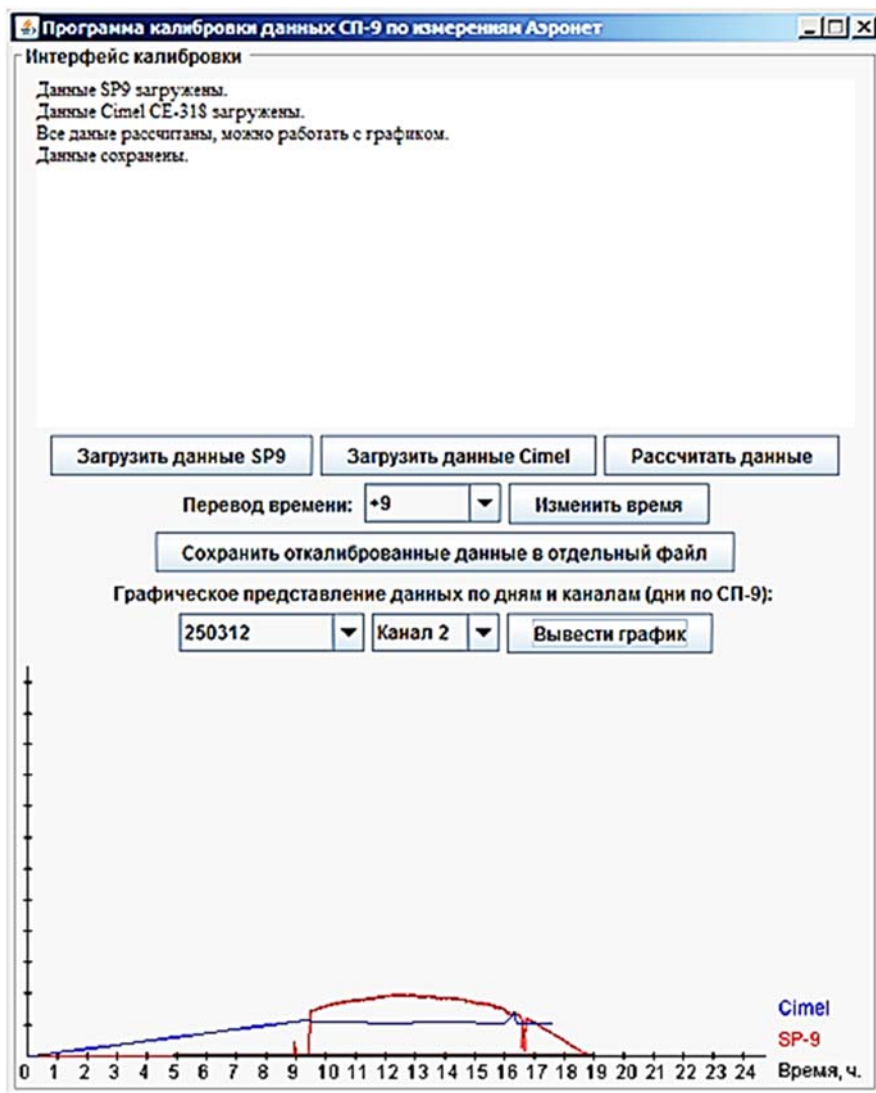 Программа калибровки данных СП-9 по измерениям Аэронет
Интерфейс калибровки
Данные SP9 загружены.
Данные Cimel CE-318 загружены.
Все даные рассчитаны, можно работать с графиком.
Данные сохранены.
Загрузить данные SP9 Загрузить данные Cimel Рассчитать данные
Перевод времени: +9 Изменить время
Сохранить откалиброванные данные в отдельный файл
Графическое представление данных по дням и каналам (дни по СП-9):
250312 Канал 2 Вывести график
Cimel
SP-9
0 1 2 3 4 5 6 7 8 9 10 11 12 13 14 15 16 17 18 19 20 21 22 23 24 Время, ч.